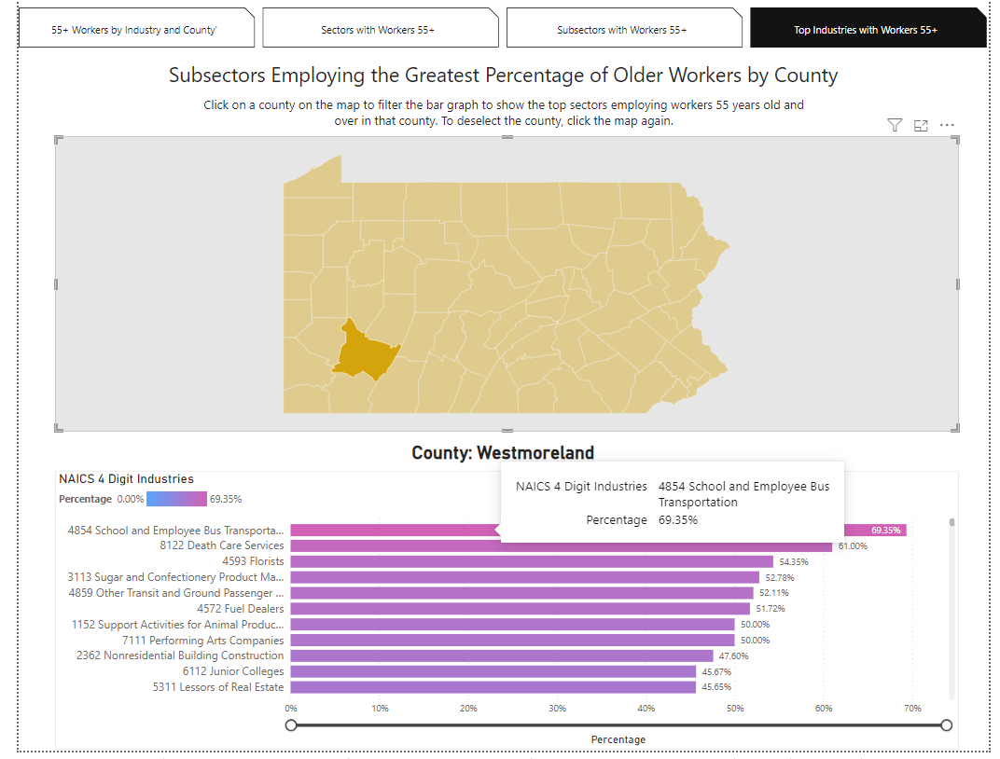 55+ Workers by Industry and County'
Sectors with Workers 55+
Subsectors with Workers 55+
Top Industries with Workers 55+
Subsectors Employing the Greatest Percentage of Older Workers by County
Click on a county on the map to filter the bar graph to show the top sectors employing workers 55 years old and
over in that county. To deselect the county, click the map again.
County: Westmoreland
NAICS 4 Digit Industries
Percentage 0.00% 69.35%
NAICS 4 Digit Industries 4854 School and Employee Bus
Transportation
Percentage 69.35%
4854 School and Employee Bus Transporta... 69.35%
8122 Death Care Services 61.00%
4593 Florists 54.35%
3113 Sugar and Confectionery Product Ma... 52.78%
4859 Other Transit and Ground Passenger ... 52.11%
4572 Fuel Dealers 51.72%
1152 Support Activities for Animal Produc... 50.00%
7111 Performing Arts Companies 50.00%
2362 Nonresidential Building Construction 47.60%
6112 Junior Colleges 45.67%
5311 Lessors of Real Estate 45.65%
0% 10% 20% 30% 40% 50% 60% 70%
Percentage